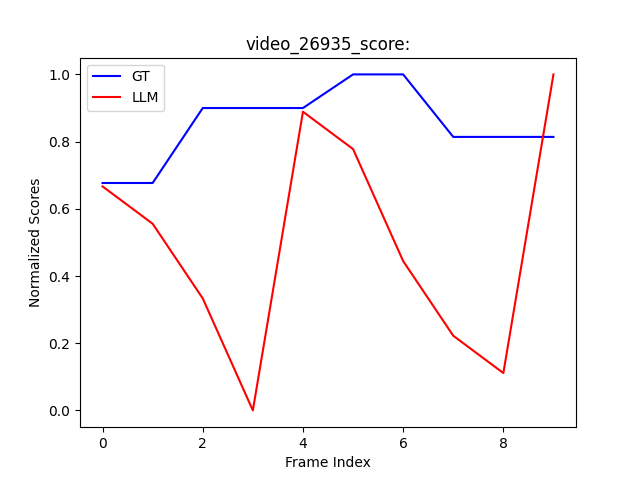 video_26935_score:
GT
LLM
Normalized Scores
1.0
0.8
0.6
0.4
0.2
0.0
0 2 4 6 8
Frame Index